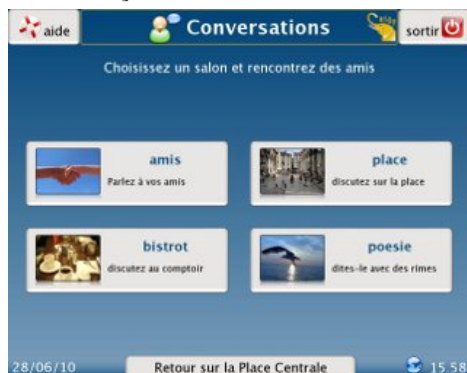 aide
Conversations
sortir
Choisissez un salon et rencontrez des amis
amis
Parlez à vos amis
place
discutez sur la place
bistrot
discutez au comptoir
poesie
dites-le avec des rimes
28/06/10
Retour sur la Place Centrale
15 58